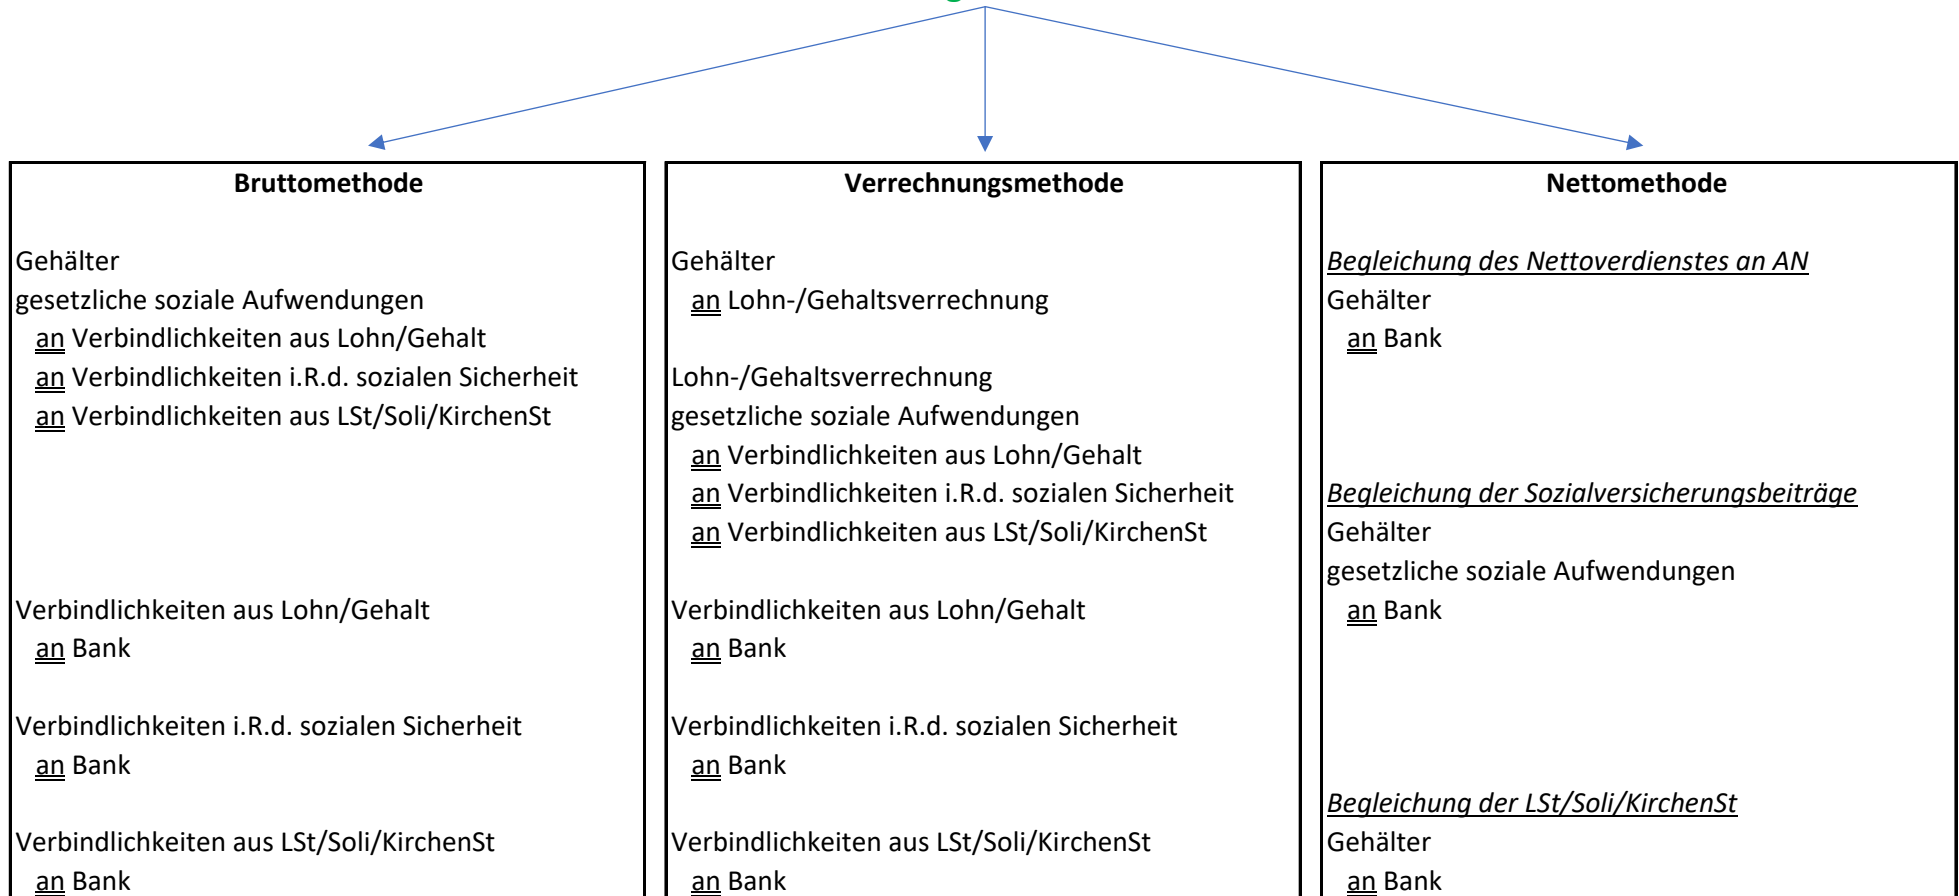 Bruttomethode
Gehälter
gesetzliche soziale Aufwendungen
an Verbindlichkeiten aus Lohn/Gehalt
an Verbindlichkeiten i.R.d. sozialen Sicherheit
an Verbindlichkeiten aus LSt/Soli/KirchenSt
Verbindlichkeiten aus Lohn/Gehalt
an Bank
Verbindlichkeiten i.R.d. sozialen Sicherheit
an Bank
Verbindlichkeiten aus LSt/Soli/KirchenSt
an Bank
Verrechnungsmethode
Gehälter
an Lohn-/Gehaltsverrechnung
Lohn-/Gehaltsverrechnung
gesetzliche soziale Aufwendungen
an Verbindlichkeiten aus Lohn/Gehalt
an Verbindlichkeiten i.R.d. sozialen Sicherheit
an Verbindlichkeiten aus LSt/Soli/KirchenSt
Verbindlichkeiten aus Lohn/Gehalt
an Bank
Verbindlichkeiten i.R.d. sozialen Sicherheit
an Bank
Verbindlichkeiten aus LSt/Soli/KirchenSt
an Bank
Nettomethode
Begleichung des Nettoverdienstes an AN
Gehälter
an Bank
Begleichung der Sozialversicherungsbeiträge
Gehälter
gesetzliche soziale Aufwendungen
an Bank
Begleichung der LSt/Soli/KirchenSt
Gehälter
an Bank